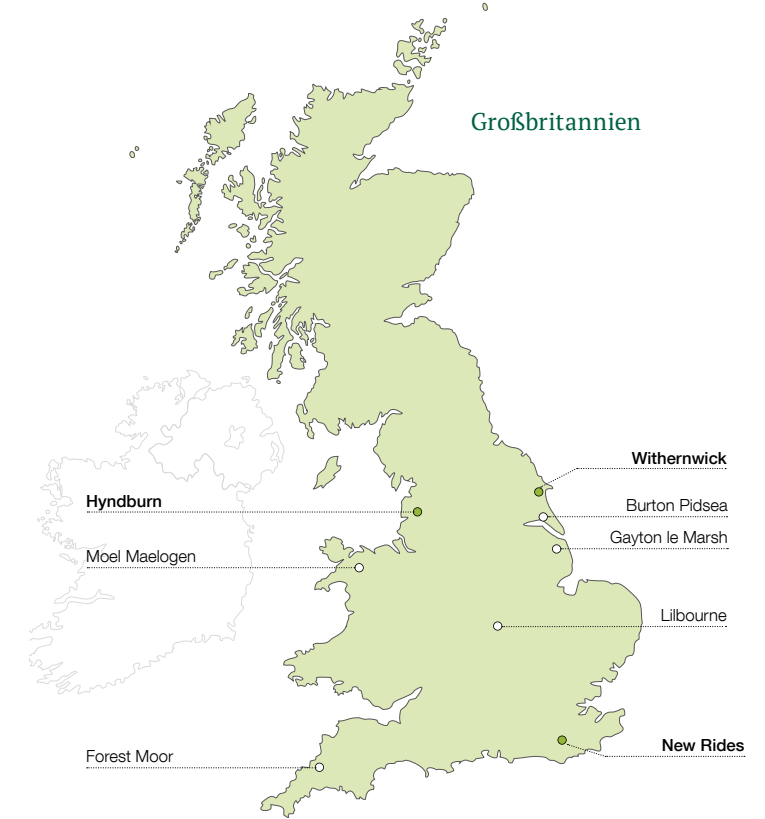 Großbritannien
Withernwick
Hyndburn
Burton Pidsea
Gayton le Marsh
Moel Maelogen
Lilbourne
New Rides
Forest Moor